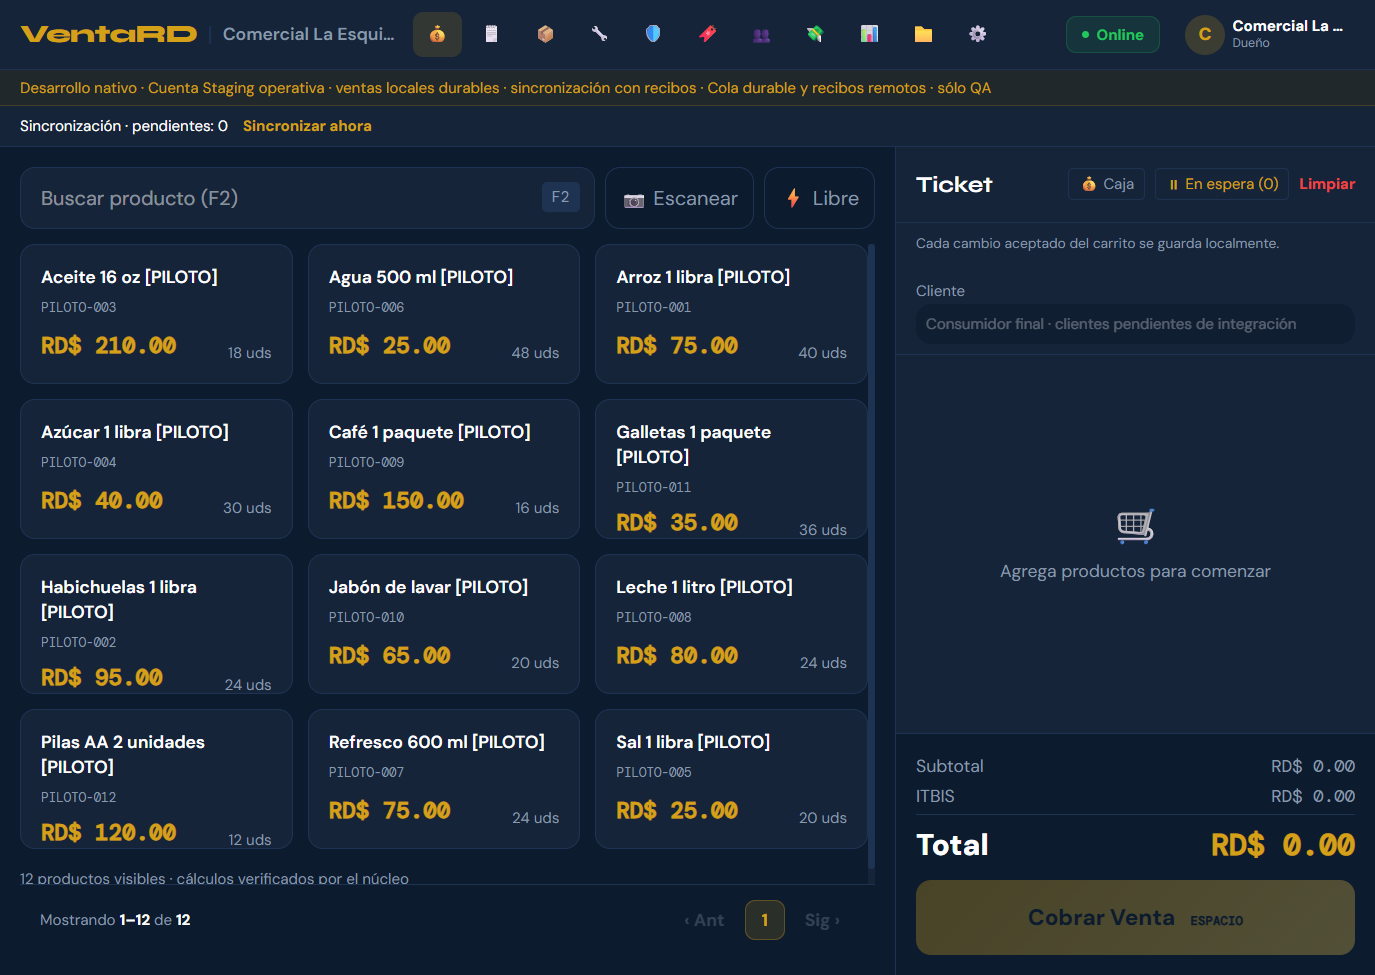 VentaRD
Comercial La Esqui...
Online
C
Comercial La ...
Dueño
Desarrollo nativo · Cuenta Staging operativa · ventas locales durables · sincronización con recibos · Cola durable y recibos remotos · sólo QA
Sincronización · pendientes: 0 Sincronizar ahora
Buscar producto (F2)
F2
Escanear
Libre
Aceite 16 oz [PILOTO]
PILOTO-003
RD$ 210.00
18 uds
Agua 500 ml [PILOTO]
PILOTO-006
RD$ 25.00
48 uds
Arroz 1 libra [PILOTO]
PILOTO-001
RD$ 75.00
40 uds
Azúcar 1 libra [PILOTO]
PILOTO-004
RD$ 40.00
30 uds
Café 1 paquete [PILOTO]
PILOTO-009
RD$ 150.00
16 uds
Galletas 1 paquete
[PILOTO]
PILOTO-011
RD$ 35.00
36 uds
Habichuelas 1 libra
[PILOTO]
PILOTO-002
RD$ 95.00
24 uds
Jabón de lavar [PILOTO]
PILOTO-010
RD$ 65.00
20 uds
Leche 1 litro [PILOTO]
PILOTO-008
RD$ 80.00
24 uds
Pilas AA 2 unidades
[PILOTO]
PILOTO-012
RD$ 120.00
12 uds
Refresco 600 ml [PILOTO]
PILOTO-007
RD$ 75.00
24 uds
Sal 1 libra [PILOTO]
PILOTO-005
RD$ 25.00
20 uds
12 productos visibles · cálculos verificados por el núcleo
Mostrando 1–12 de 12
‹ Ant
1
Sig ›
Ticket
Caja
En espera (0)
Limpiar
Cada cambio aceptado del carrito se guarda localmente.
Cliente
Consumidor final · clientes pendientes de integración
Agrega productos para comenzar
Subtotal RD$ 0.00
ITBIS RD$ 0.00
Total RD$ 0.00
Cobrar Venta ESPACIO